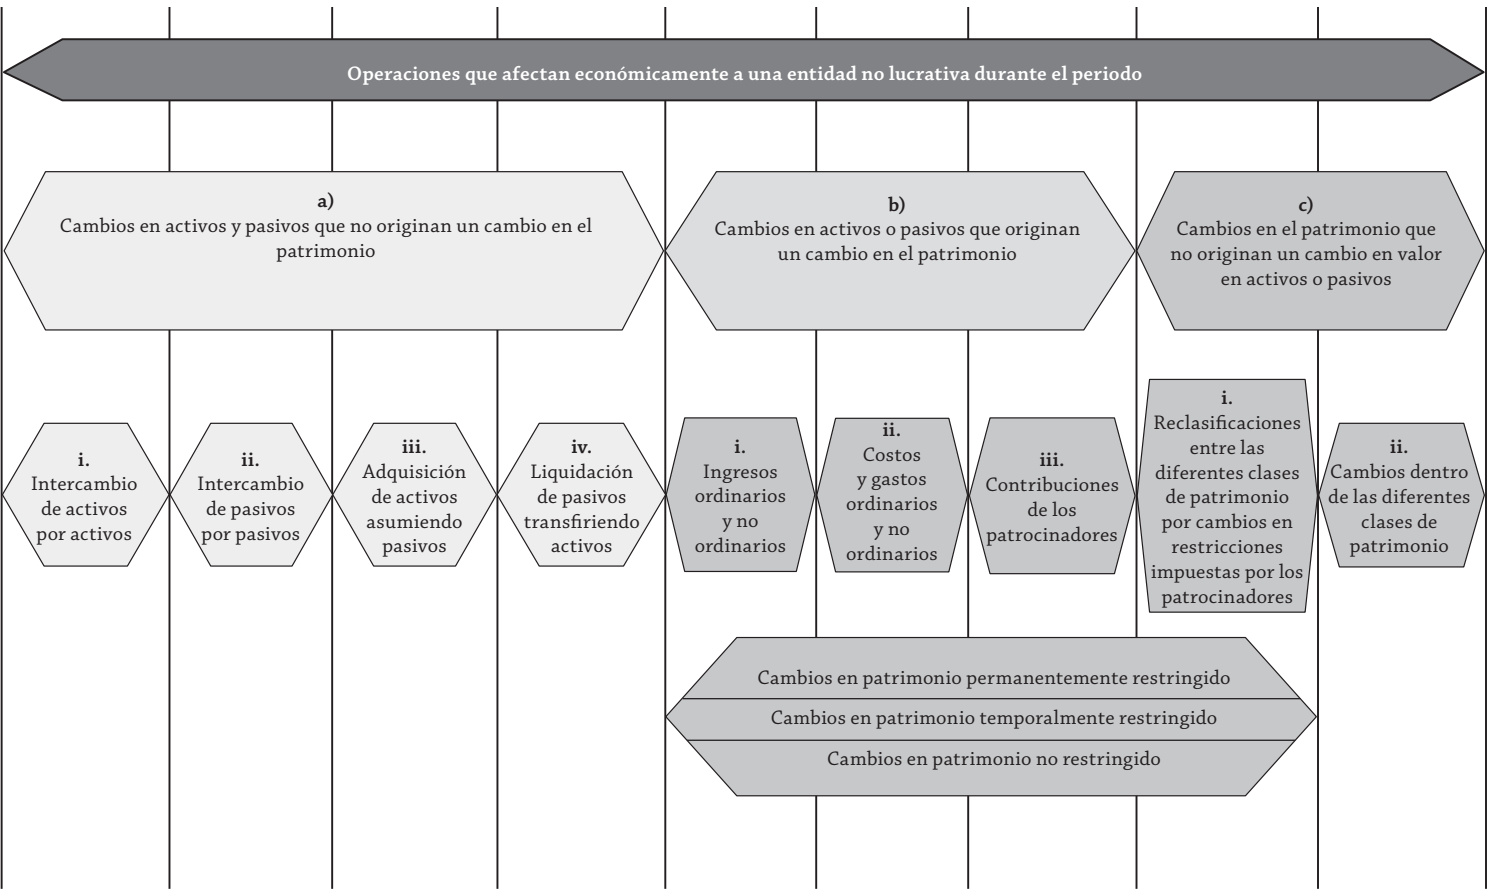 Operaciones que afectan económicamente a una entidad no lucrativa durante el periodo
a)
Cambios en activos y pasivos que no originan un cambio en el
patrimonio
b)
Cambios en activos o pasivos que originan
un cambio en el patrimonio
c)
Cambios en el patrimonio que
no originan un cambio en valor
en activos o pasivos
i.
Intercambio
de activos
por activos
ii.
Intercambio
de pasivos
por pasivos
iii.
Adquisición
de activos
asumiendo
pasivos
iv.
Liquidación
de pasivos
transfiriendo
activos
i.
Ingresos
ordinarios
y no
ordinarios
ii.
Costos
y gastos
ordinarios
y no
ordinarios
iii.
Contribuciones
de los
patrocinadores
i.
Reclasificaciones
entre las
diferentes clases
de patrimonio
por cambios en
restricciones
impuestas por los
patrocinadores
ii.
Cambios dentro
de las diferentes
clases de
patrimonio
Cambios en patrimonio permanentemente restringido
Cambios en patrimonio temporalmente restringido
Cambios en patrimonio no restringido